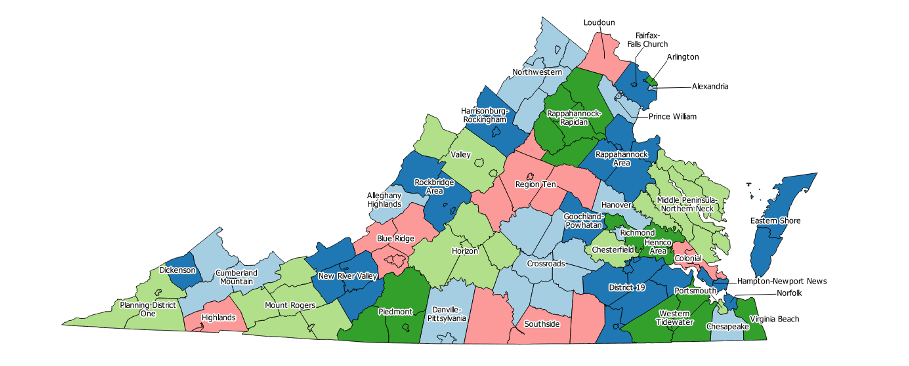 Loudoun
Fairfax-
Falls Church
Arlington
Northwestern
Alexandria
Harrisonburg-
Rockingham
Rappahannock-
Rapidan
Prince William
Valley
Rappahannock
Area
Rockbridge
Area
Region Ten
Alleghany
Highlands
Hanover
Middle Peninsula-
Northern Neck
Goochland-
Powhatan
Eastern Shore
Blue Ridge
Richmond
Horizon
Chesterfield
Henrico
Area
Colonial
Dickenson
Cumberland
Mountain
New River Valley
Crossroads
Hampton-Newport News
District 19
Portsmouth
Norfolk
Planning District
One
Mount Rogers
Highlands
Piedmont
Danville-
Pittsylvania
Southside
Western
Tidewater
Virginia Beach
Chesapeake